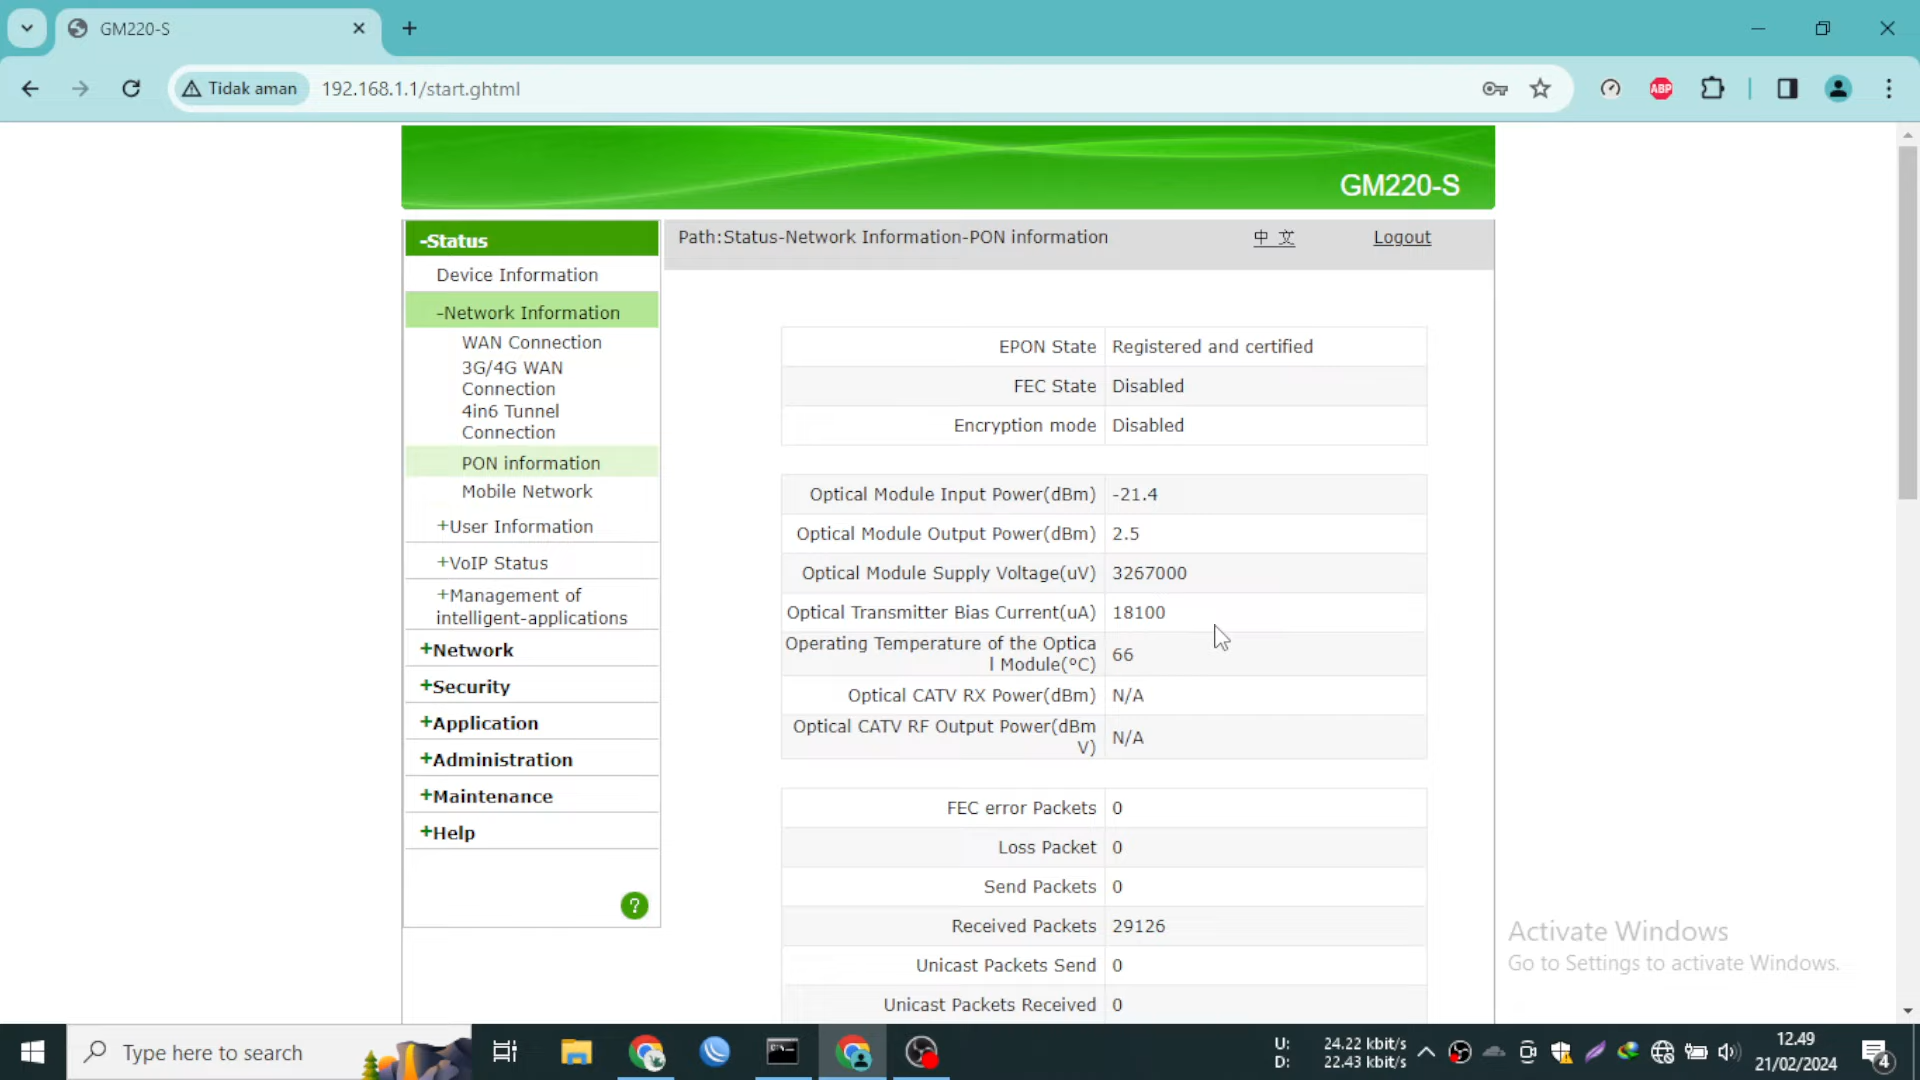 GM220-S
Tidak aman
192.168.1.1/start.ghtml
ABP
GM220-S
-Status
Device Information
-Network Information
WAN Connection
3G/4G WAN
Connection
4in6 Tunnel
Connection
PON information
Mobile Network
+User Information
+VoIP Status
+Management of
intelligent-applications
+Network
+Security
+Application
+Administration
+Maintenance
+Help
?
Path:Status-Network Information-PON information
中 文
Logout
EPON State Registered and certified
FEC State Disabled
Encryption mode Disabled
Optical Module Input Power(dBm) -21.4
Optical Module Output Power(dBm) 2.5
Optical Module Supply Voltage(uV) 3267000
Optical Transmitter Bias Current(uA) 18100
Operating Temperature of the Optica
l Module(°C) 66
Optical CATV RX Power(dBm) N/A
Optical CATV RF Output Power(dBm
V) N/A
FEC error Packets 0
Loss Packet 0
Send Packets 0
Received Packets 29126
Unicast Packets Send 0
Unicast Packets Received 0
Activate Windows
Go to Settings to activate Windows.
Type here to search
U: 24.22 kbit/s
D: 22.43 kbit/s
12.49
21/02/2024
4